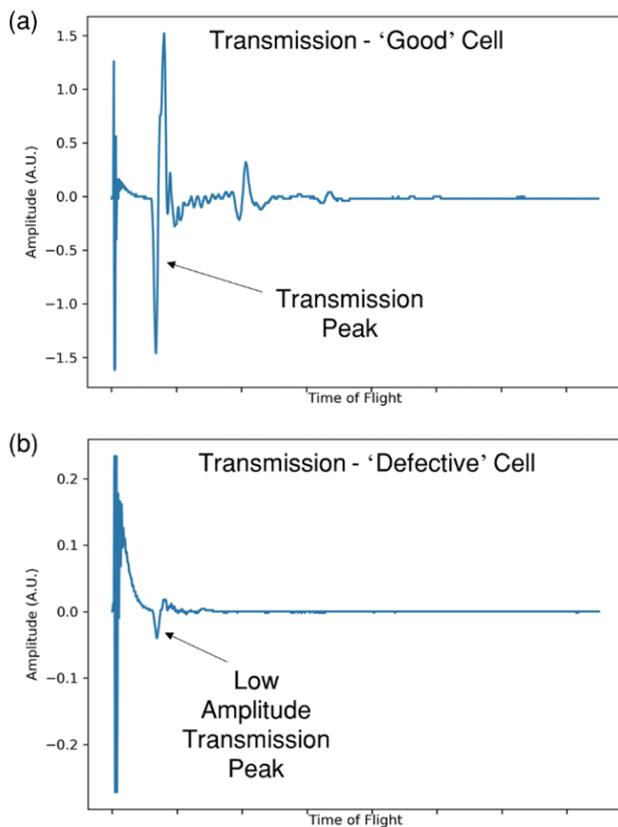 (a)
Transmission - ‘Good’ Cell
1.5
1.0
0.5
0.0
−0.5
−1.0
−1.5
Amplitude (A.U.)
Transmission
Peak
Time of Flight
(b)
Transmission - ‘Defective’ Cell
0.2
0.1
0.0
−0.1
−0.2
Amplitude (A.U.)
Low
Amplitude
Transmission
Peak
Time of Flight